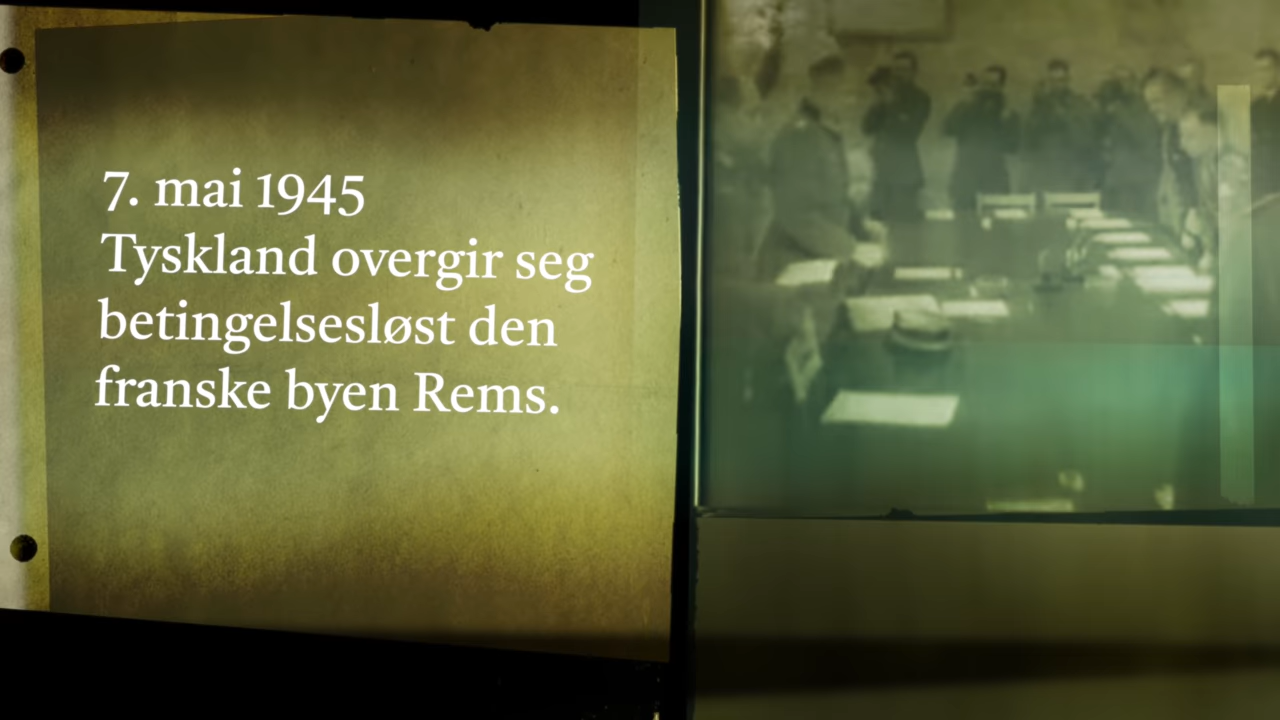 7. mai 1945
Tyskland overgir seg
betingelsesløst den
franske byen Rems.